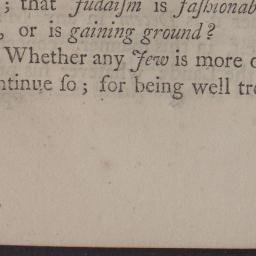 ; that Judaiſm is faſhionab
, or is gaining ground?
Whether any Jew is more
ntinue ſo; for being well tre